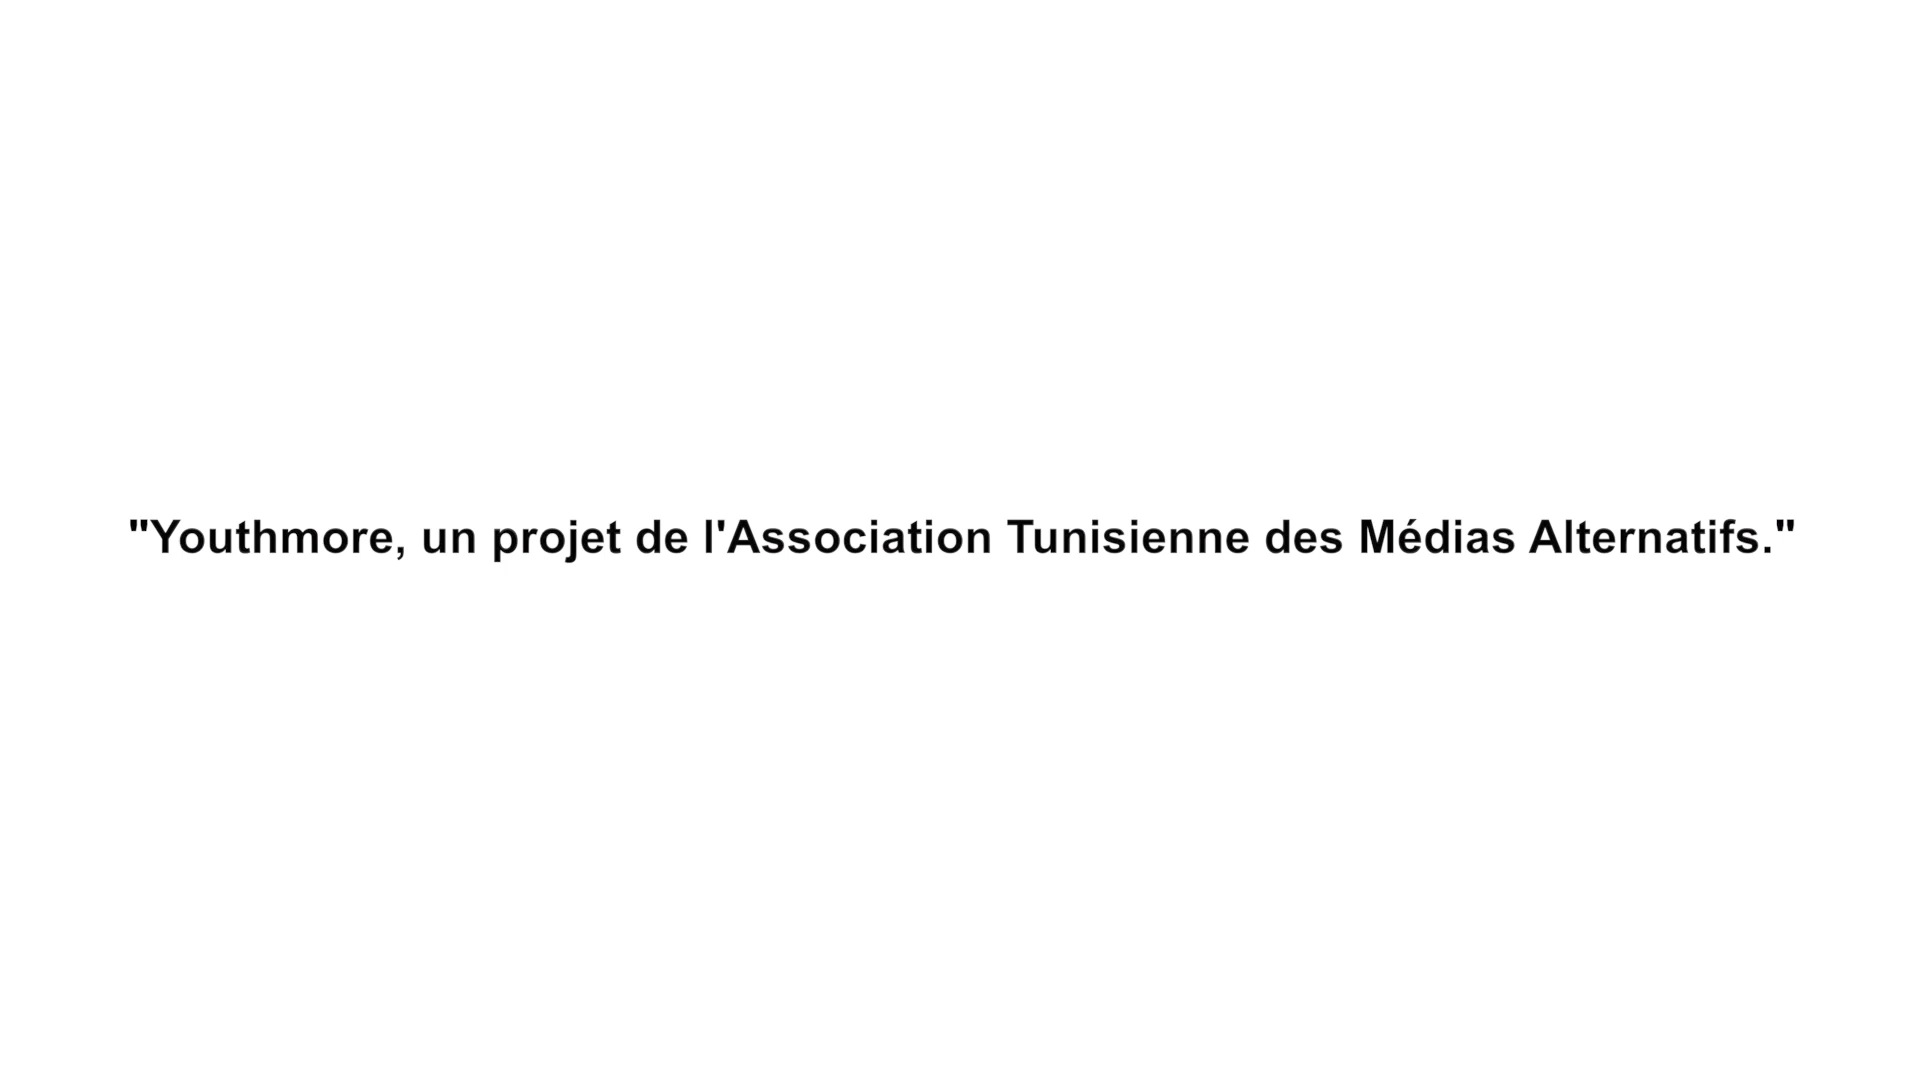 "Youthmore, un projet de l'Association Tunisienne des Médias Alternatifs."